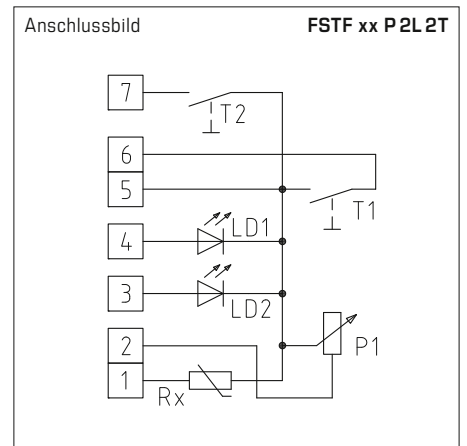 Anschlussbild FSTF xx P 2L 2T
7
T2
6
5
T1
4
LD1
3
LD2
2
P1
1
Rx